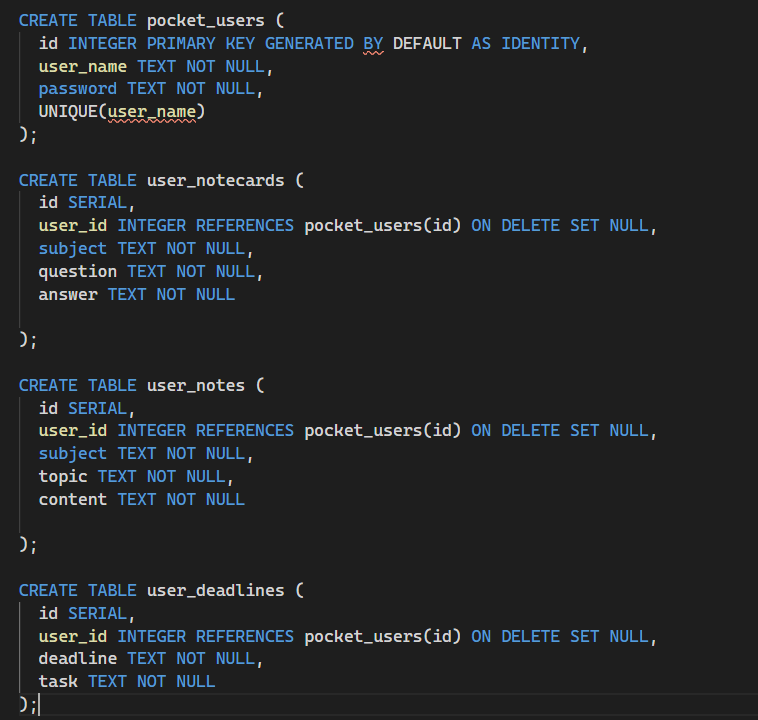 CREATE TABLE pocket_users (
  id INTEGER PRIMARY KEY GENERATED BY DEFAULT AS IDENTITY,
  user_name TEXT NOT NULL,
  password TEXT NOT NULL,
  UNIQUE(user_name)
);

CREATE TABLE user_notecards (
  id SERIAL,
  user_id INTEGER REFERENCES pocket_users(id) ON DELETE SET NULL,
  subject TEXT NOT NULL,
  question TEXT NOT NULL,
  answer TEXT NOT NULL

);

CREATE TABLE user_notes (
  id SERIAL,
  user_id INTEGER REFERENCES pocket_users(id) ON DELETE SET NULL,
  subject TEXT NOT NULL,
  topic TEXT NOT NULL,
  content TEXT NOT NULL

);

CREATE TABLE user_deadlines (
  id SERIAL,
  user_id INTEGER REFERENCES pocket_users(id) ON DELETE SET NULL,
  deadline TEXT NOT NULL,
  task TEXT NOT NULL
);